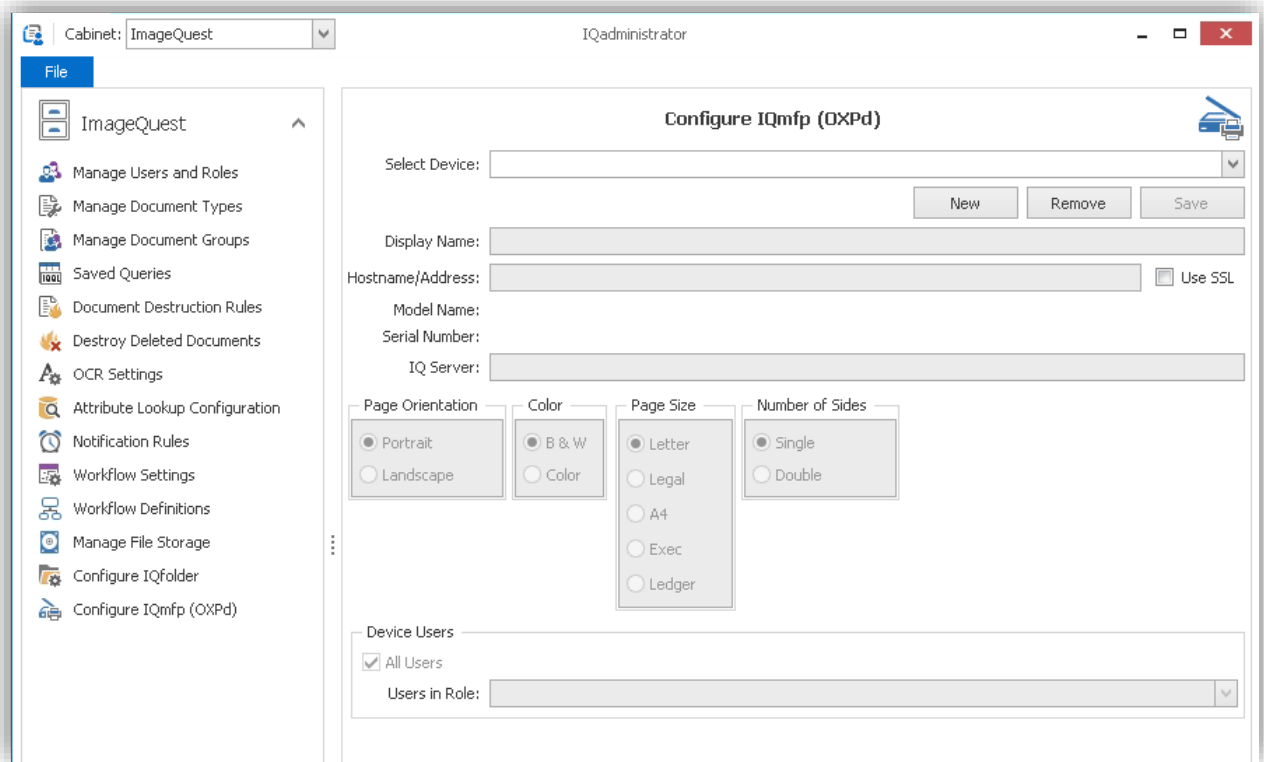 Cabinet: ImageQuest IQadministrator
File
ImageQuest
Manage Users and Roles
Manage Document Types
Manage Document Groups
Saved Queries
Document Destruction Rules
Destroy Deleted Documents
OCR Settings
Attribute Lookup Configuration
Notification Rules
Workflow Settings
Workflow Definitions
Manage File Storage
Configure IQfolder
Configure IQmfp (OXPd)
Configure IQmfp (OXPd)
Select Device:
New Remove Save
Display Name:
Hostname/Address: Use SSL
Model Name:
Serial Number:
IQ Server:
Page Orientation
Portrait
Landscape
Color
B & W
Color
Page Size
Letter
Legal
A4
Exec
Ledger
Number of Sides
Single
Double
Device Users
All Users
Users in Role: